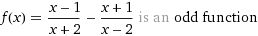 f(x) = (x − 1)/(x + 2) − (x + 1)/(x − 2) is an odd function